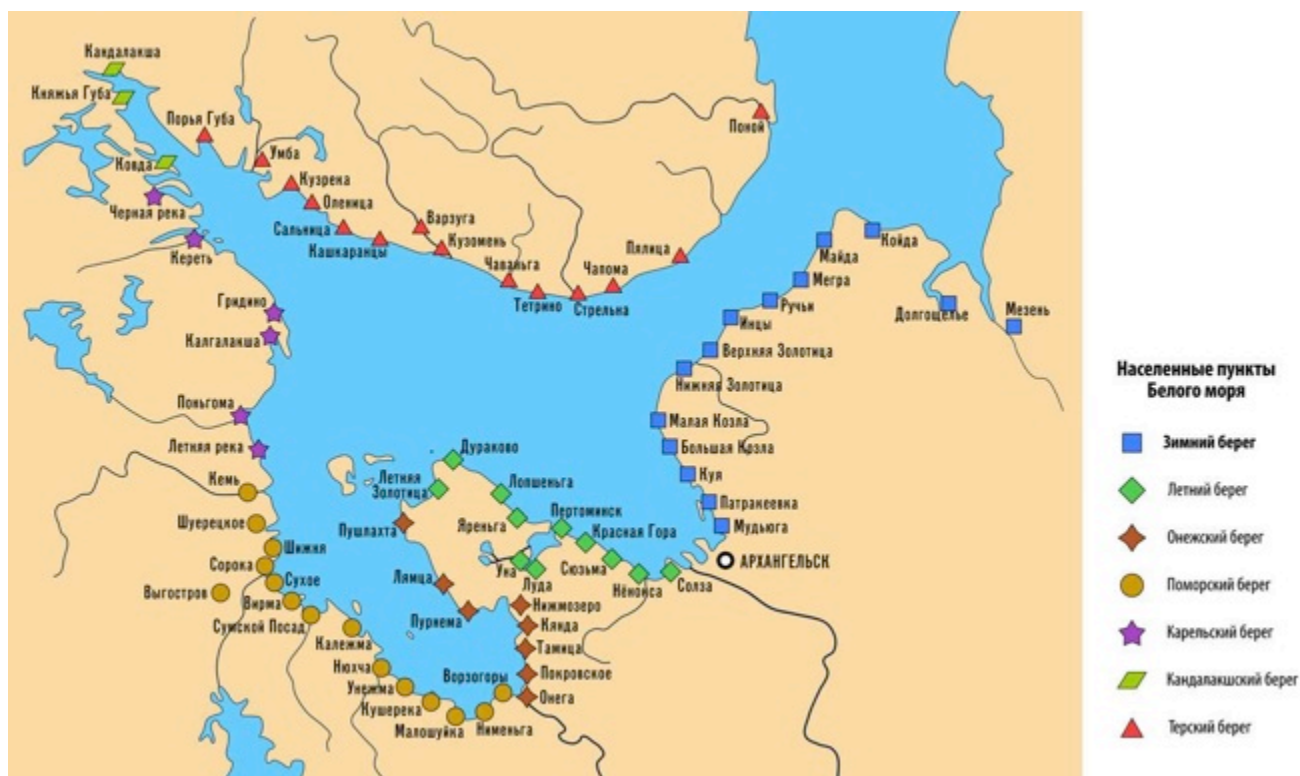 Кандалакша
Княжья Губа
Порья Губа
Ковда
Умба
Черная река
Кузрека
Оленица
Кереть
Сальница
Кашкаранцы
Варзуга
Кузомень
Чаваньга
Тетрино
Стрельна
Чапома
Пялица
Поной
Койда
Майда
Мегра
Ручьи
Инцы
Долгощелье
Мезень
Верхняя Золотица
Нижняя Золотица
Гридино
Калгалакша
Поньгома
Летняя река
Малая Козла
Большая Козла
Куя
Патракеевка
Мудьюга
АРХАНГЕЛЬСК
Кемь
Шуерецкое
Шижня
Сорока
Сухое
Выгостров
Вирма
Сумской Посад
Калежма
Нюхча
Унежма
Кушерека
Малошуйка
Нименьга
Ворзогоры
Дураково
Летняя
Золотица
Лопшеньга
Пушлахта
Яреньга
Пертоминск
Красная Гора
Уна
Луда
Сюзьма
Нёнокса
Солза
Лямца
Пурнема
Нижмозеро
Кянда
Тамица
Покровское
Онега
Населенные пункты
Белого моря
Зимний берег
Летний берег
Онежский берег
Поморский берег
Карельский берег
Кандалакшский берег
Терский берег